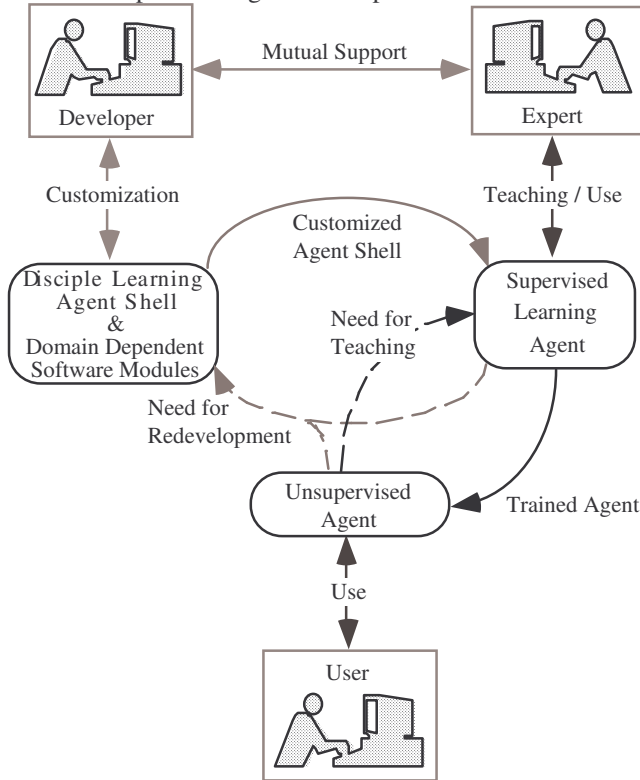 Mutual Support
Developer
Expert
Customization
Teaching / Use
Customized
Agent Shell
Disciple Learning
Agent Shell
&
Domain Dependent
Software Modules
Supervised
Learning
Agent
Need for
Teaching
Need for
Redevelopment
Unsupervised
Agent
Trained Agent
Use
User